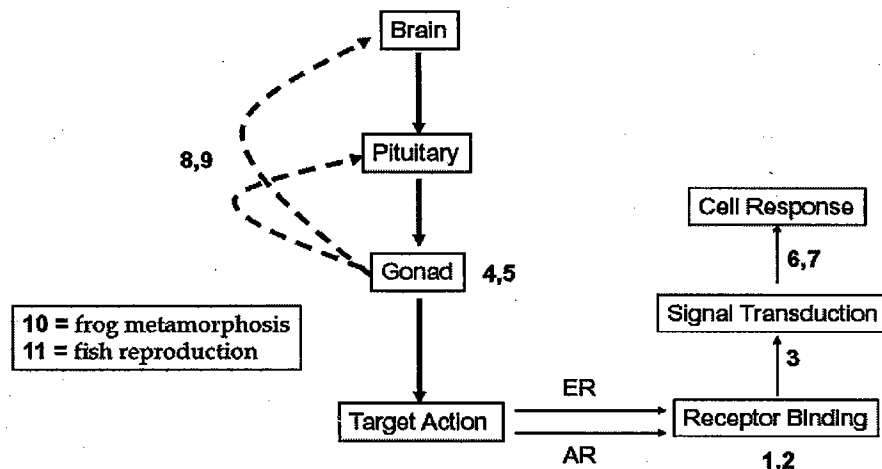 Brain
8,9
Pituitary
Cell Response
Gonad
4,5
6,7
10 = frog metamorphosis
11 = fish reproduction
Signal Transduction
3
ER
Target Action
Receptor Binding
AR
1,2